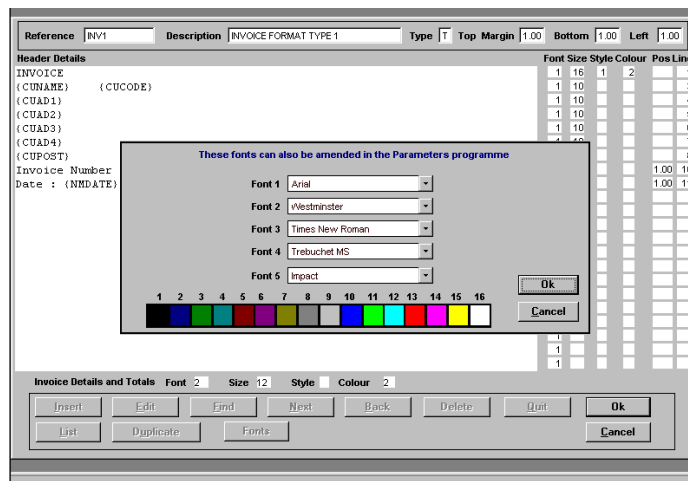 Reference INV1 Description INVOICE FORMAT TYPE 1 Type T Top Margin 1.00 Bottom 1.00 Left 1.00
Header Details Font Size Style Colour Pos Line
INVOICE 1 16 1 2
{CUNAME} {CUCODE} 1 10
{CUAD1} 1 10
{CUAD2} 1 10
{CUAD3} 1 10
{CUAD4}
{CUPOST}
Invoice Number 1.00
Date : {NMDATE} 1.00
These fonts can also be amended in the Parameters programme
Font 1 Arial
Font 2 Westminster
Font 3 Times New Roman
Font 4 Trebuchet MS
Font 5 Impact
Ok
Cancel
1 2 3 4 5 6 7 8 9 10 11 12 13 14 15 16
1
1
1
Invoice Details and Totals Font 2 Size 12 Style Colour 2
Insert Edit Find Next Back Delete Quit Ok
List Duplicate Fonts Cancel